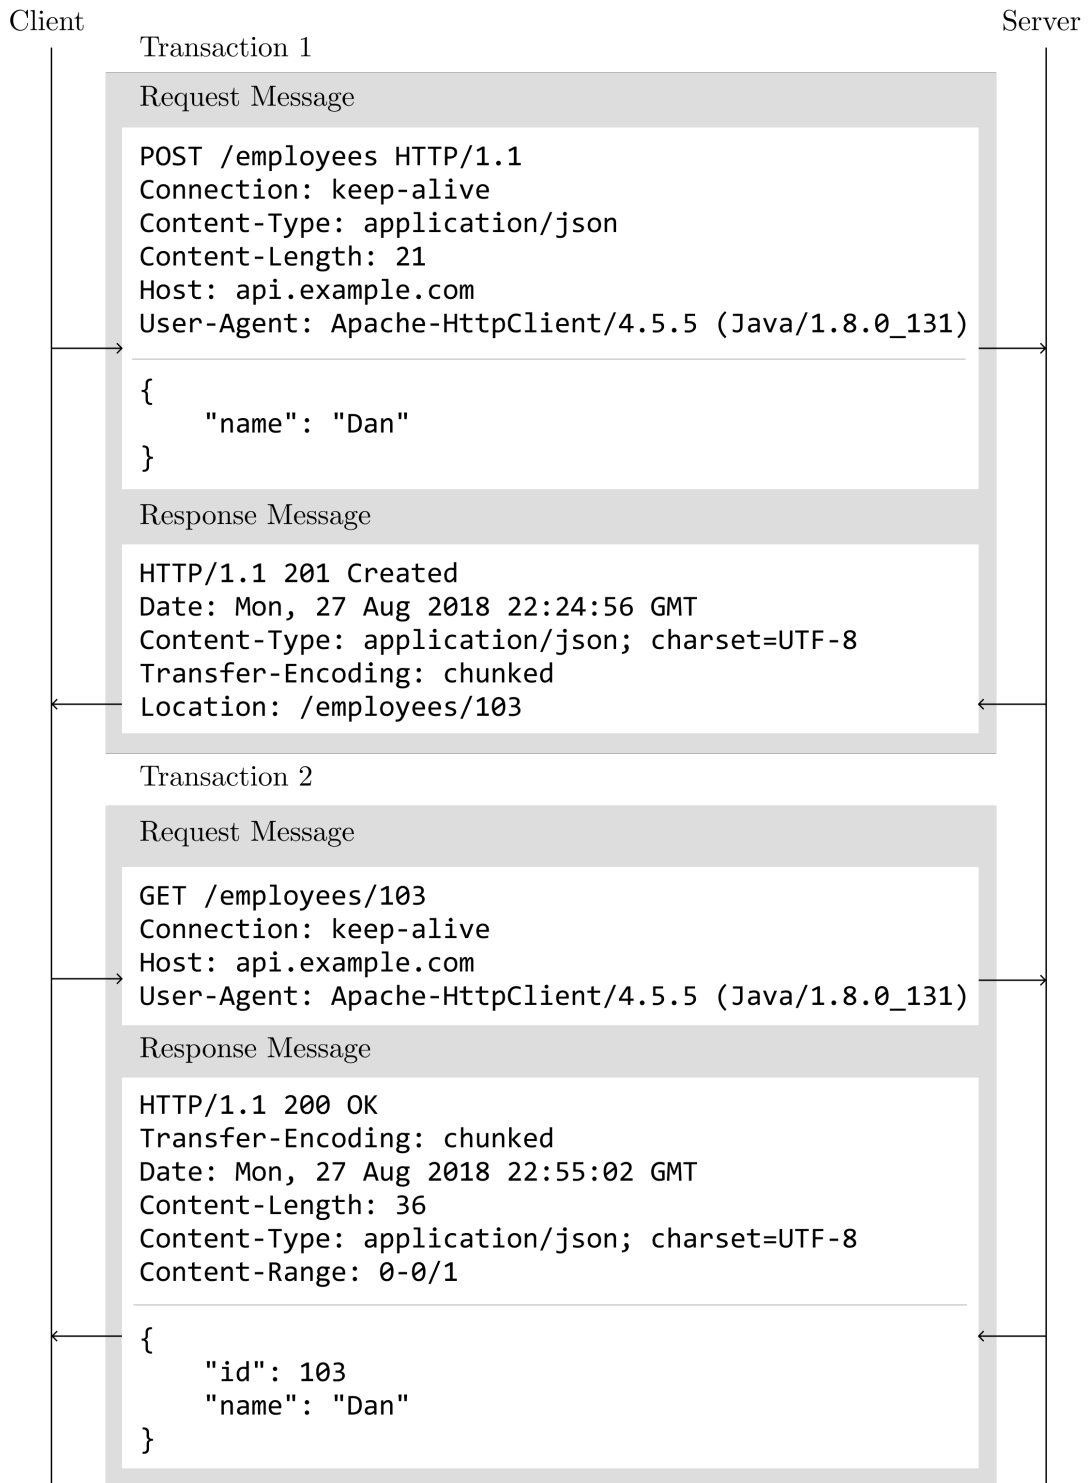 Client
Server
Transaction 1
Request Message
POST /employees HTTP/1.1
Connection: keep-alive
Content-Type: application/json
Content-Length: 21
Host: api.example.com
User-Agent: Apache-HttpClient/4.5.5 (Java/1.8.0_131)
{
    "name": "Dan"
}
Response Message
HTTP/1.1 201 Created
Date: Mon, 27 Aug 2018 22:24:56 GMT
Content-Type: application/json; charset=UTF-8
Transfer-Encoding: chunked
Location: /employees/103
Transaction 2
Request Message
GET /employees/103
Connection: keep-alive
Host: api.example.com
User-Agent: Apache-HttpClient/4.5.5 (Java/1.8.0_131)
Response Message
HTTP/1.1 200 OK
Transfer-Encoding: chunked
Date: Mon, 27 Aug 2018 22:55:02 GMT
Content-Length: 36
Content-Type: application/json; charset=UTF-8
Content-Range: 0-0/1
{
    "id": 103
    "name": "Dan"
}